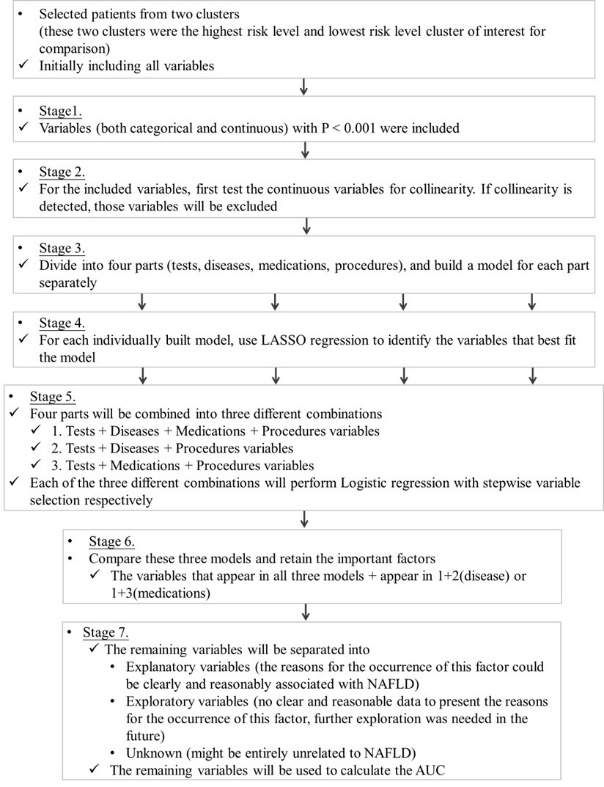 • Selected patients from two clusters
(these two clusters were the highest risk level and lowest risk level cluster of interest for
comparison)
✓ Initially including all variables
• Stage1.
✓ Variables (both categorical and continuous) with P < 0.001 were included
• Stage 2.
✓ For the included variables, first test the continuous variables for collinearity. If collinearity is
detected, those variables will be excluded
• Stage 3.
✓ Divide into four parts (tests, diseases, medications, procedures), and build a model for each part
separately
• Stage 4.
✓ For each individually built model, use LASSO regression to identify the variables that best fit
the model
• Stage 5.
✓ Four parts will be combined into three different combinations
✓ 1. Tests + Diseases + Medications + Procedures variables
✓ 2. Tests + Diseases + Procedures variables
✓ 3. Tests + Medications + Procedures variables
✓ Each of the three different combinations will perform Logistic regression with stepwise variable
selection respectively
• Stage 6.
• Compare these three models and retain the important factors
✓ The variables that appear in all three models + appear in 1+2(disease) or
1+3(medications)
• Stage 7.
✓ The remaining variables will be separated into
• Explanatory variables (the reasons for the occurrence of this factor could
be clearly and reasonably associated with NAFLD)
• Exploratory variables (no clear and reasonable data to present the reasons
for the occurrence of this factor, further exploration was needed in the
future)
• Unknown (might be entirely unrelated to NAFLD)
✓ The remaining variables will be used to calculate the AUC